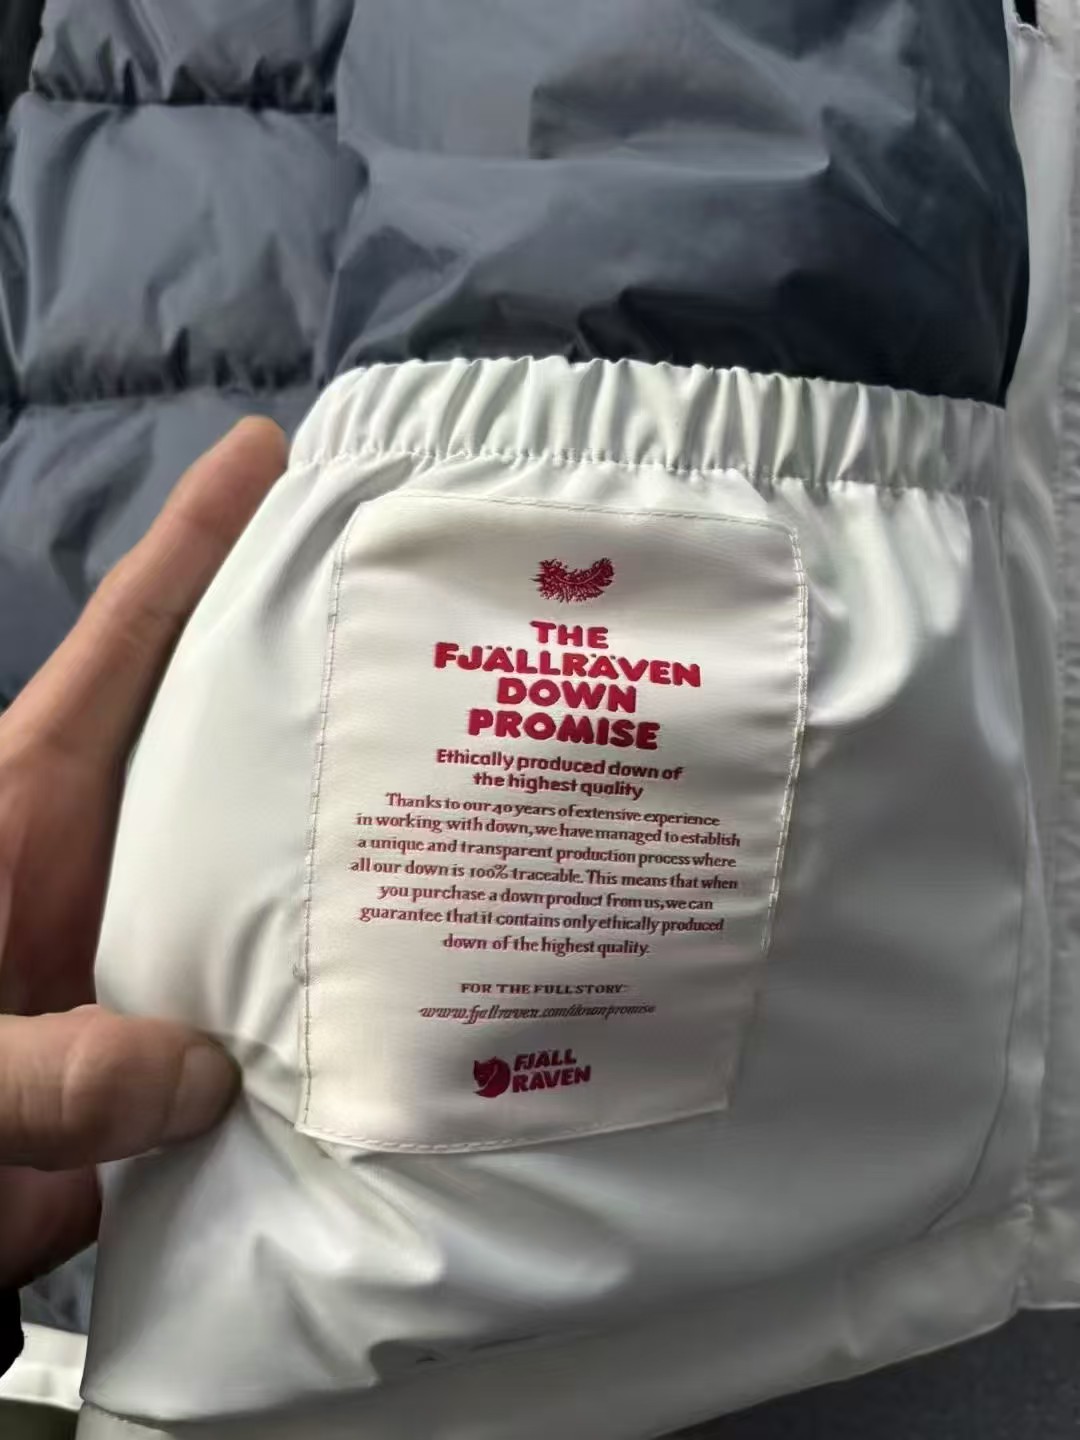 THE
FJÄLLRÄVEN
DOWN
PROMISE
Ethically produced down of
the highest quality
Thanks to our 40 years of extensive experience
in working with down, we have managed to establish
a unique and transparent production process where
all our down is 100% traceable. This means that when
you purchase a down product from us, we can
guarantee that it contains only ethically produced
down of the highest quality.
FOR THE FULL STORY:
www.fjallraven.com/downpromise
FJÄLL
RÄVEN